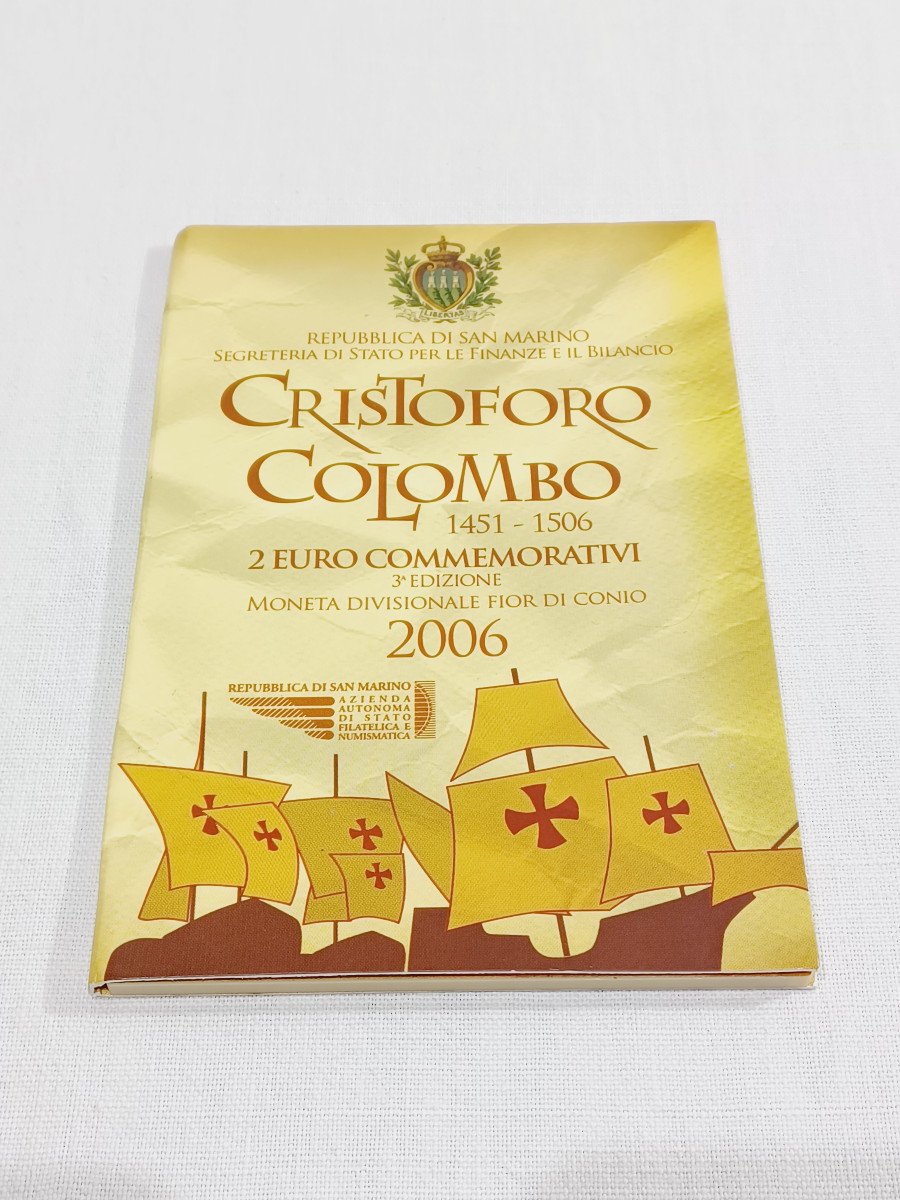 LIBERTAS
REPUBBLICA DI SAN MARINO
SEGRETERIA DI STATO PER LE FINANZE E IL BILANCIO
CRISTOFORO
COLOMBO
1451 - 1506
2 EURO COMMEMORATIVI
3ᴬ EDIZIONE
MONETA DIVISIONALE FIOR DI CONIO
2006
REPUBBLICA DI SAN MARINO
AZIENDA
AUTONOMA
DI STATO
FILATELICA E
NUMISMATICA